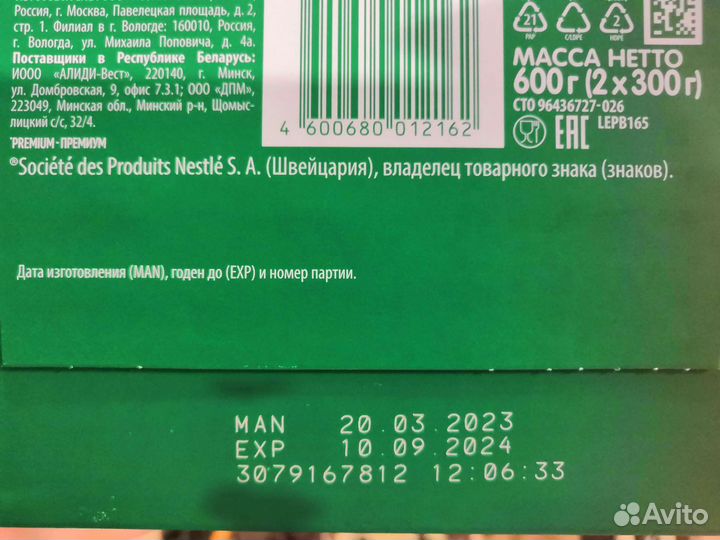 Россия, г. Москва, Павелецкая площадь, д. 2,
стр. 1. Филиал в г. Вологде: 160010, Россия,
г. Вологда, ул. Михаила Поповича, д. 4а.
Поставщики в Республике Беларусь:
ИООО «АЛИДИ-Вест», 220140, г. Минск,
ул. Домбровская, 9, офис 7.3.1; ООО «ДПМ»,
223049, Минская обл., Минский р-н, Щомыс-
лицкий с/с, 32/4.
*PREMIUM - ПРЕМИУМ
®Société des Produits Nestlé S. A. (Швейцария), владелец товарного знака (знаков).
4 600680 012162
21 PAP
C/LDPE
2 HDPE
МАССА НЕТТО
600 г (2 x 300 г)
СТО 96436727-026
LEPB165
EAC
Дата изготовления (MAN), годен до (EXP) и номер партии.
MAN 20.03.2023
EXP 10.09.2024
3079167812 12:06:33
Avito